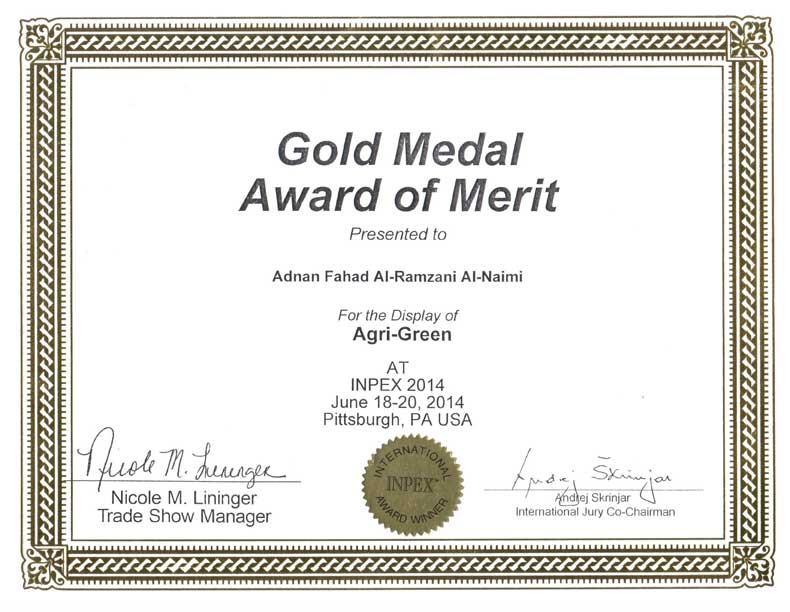 Gold Medal
Award of Merit
Presented to
Adnan Fahad Al-Ramzani Al-Naimi
For the Display of
Agri-Green
AT
INPEX 2014
June 18-20, 2014
Pittsburgh, PA USA
Nicole M. Lininger
Nicole M. Lininger
Trade Show Manager
INTERNATIONAL
INPEX
AWARD WINNER
Andrej Škrinjar
Andrej Skrinjar
International Jury Co-Chairman